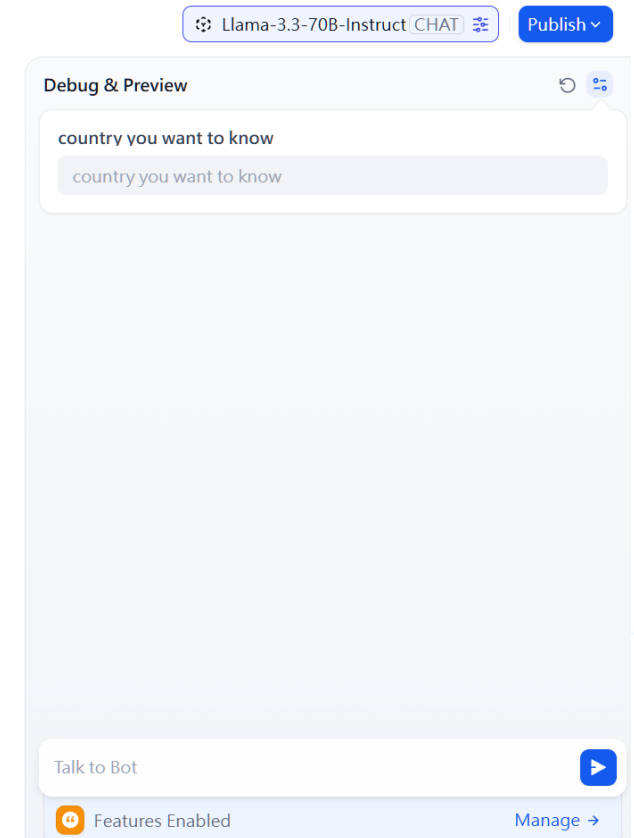 Llama-3.3-70B-Instruct CHAT Publish
Debug & Preview
country you want to know
country you want to know
Talk to Bot
Features Enabled Manage →